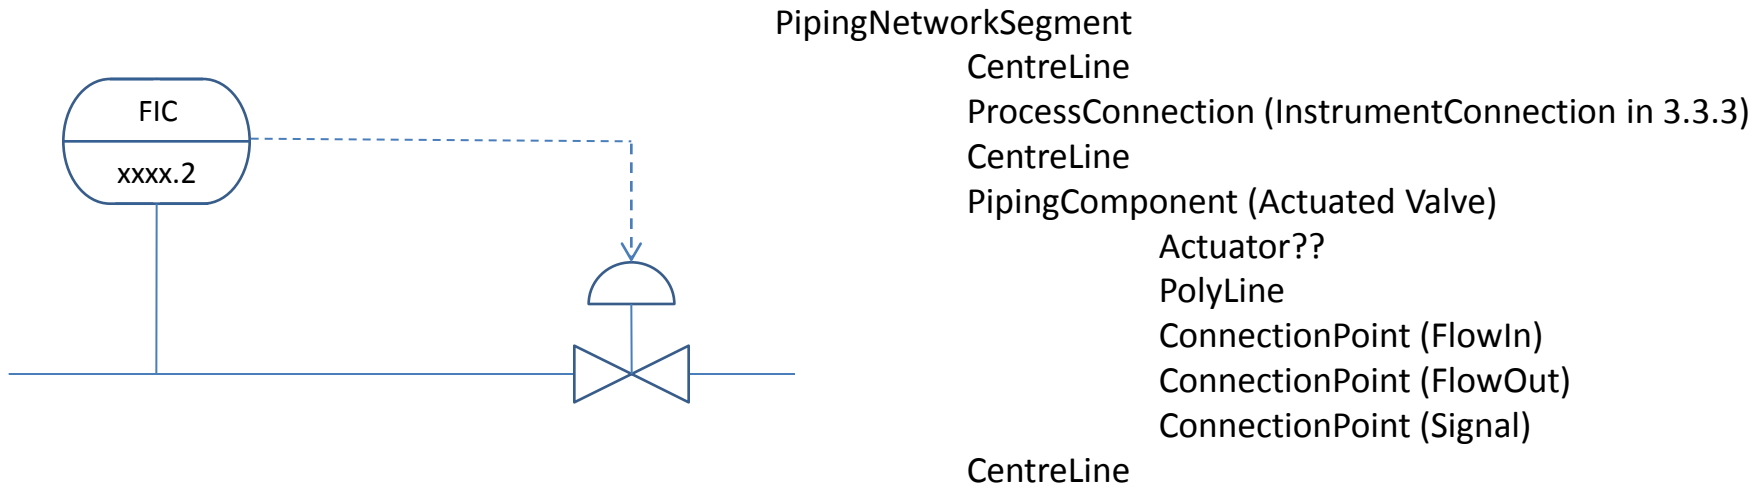 FIC
xxxx.2
PipingNetworkSegment
CentreLine
ProcessConnection (InstrumentConnection in 3.3.3)
CentreLine
PipingComponent (Actuated Valve)
Actuator??
PolyLine
ConnectionPoint (FlowIn)
ConnectionPoint (FlowOut)
ConnectionPoint (Signal)
CentreLine